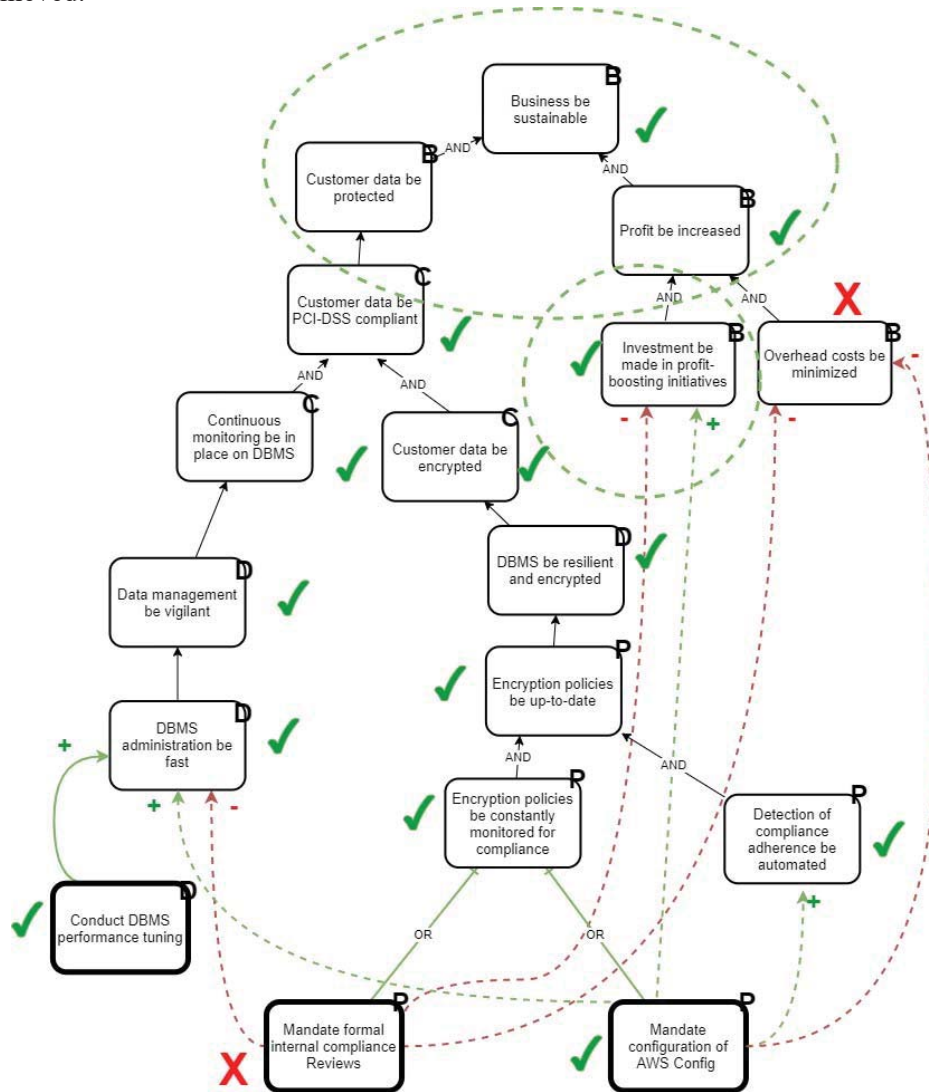 B
Business be
sustainable
AND
B
Customer data be
protected
AND
B
Profit be increased
C
Customer data be
PCI-DSS compliant
AND
AND
X
B
Investment be
made in profit-
boosting initiatives
B
Overhead costs be
minimized
-
-
+
-
AND
AND
C
Continuous
monitoring be in
place on DBMS
C
Customer data be
encrypted
D
DBMS be resilient
and encrypted
D
Data management
be vigilant
P
Encryption policies
be up-to-date
D
DBMS
administration be
fast
+
+
-
AND
AND
P
Encryption policies
be constantly
monitored for
compliance
P
Detection of
compliance
adherence be
automated
+
D
Conduct DBMS
performance tuning
OR
OR
P
Mandate formal
internal compliance
Reviews
X
P
Mandate
configuration of
AWS Config